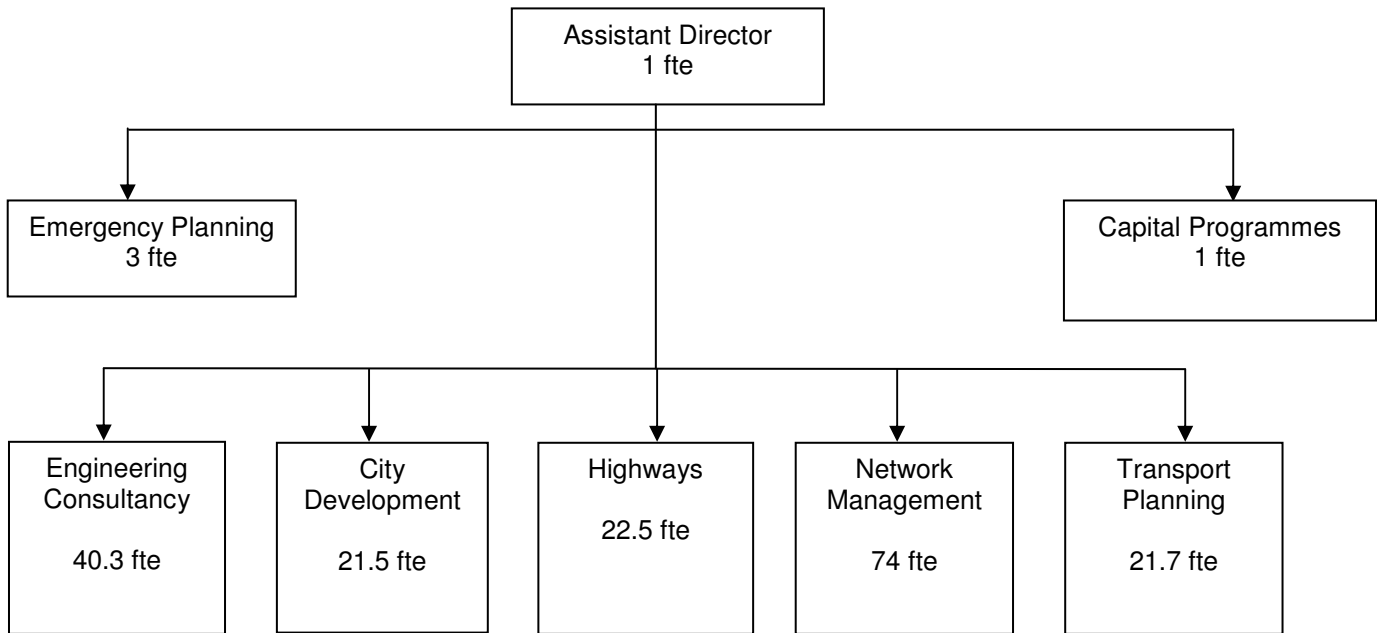 Assistant Director
1 fte
Emergency Planning
3 fte
Capital Programmes
1 fte
Engineering
Consultancy
40.3 fte
City
Development
21.5 fte
Highways
22.5 fte
Network
Management
74 fte
Transport
Planning
21.7 fte